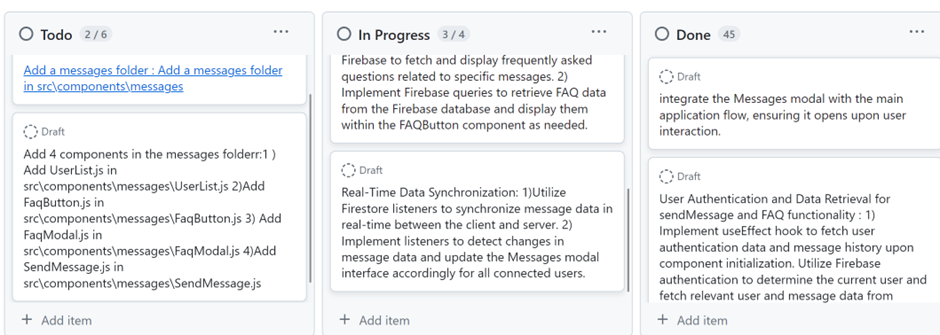 Todo 2 / 6 ...
Add a messages folder : Add a messages folder
in src\components\messages
Draft
Add 4 components in the messages folderr:1 )
Add UserList.js in
src\components\messages\UserList.js 2)Add
FaqButton.js in
src\components\messages\FaqButton.js 3) Add
FaqModal.js in
src\components\messages\FaqModal.js 4)Add
SendMessage.js in
src\components\messages\SendMessage.js
+ Add item
In Progress 3 / 4 ...
Firebase to fetch and display frequently asked
questions related to specific messages. 2)
Implement Firebase queries to retrieve FAQ data
from the Firebase database and display them
within the FAQButton component as needed.
Draft
Real-Time Data Synchronization: 1)Utilize
Firestore listeners to synchronize message data in
real-time between the client and server. 2)
Implement listeners to detect changes in
message data and update the Messages modal
interface accordingly for all connected users.
+ Add item
Done 45 ...
Draft
integrate the Messages modal with the main
application flow, ensuring it opens upon user
interaction.
Draft
User Authentication and Data Retrieval for
sendMessage and FAQ functionality : 1)
Implement useEffect hook to fetch user
authentication data and message history upon
component initialization. Utilize Firebase
authentication to determine the current user and
fetch relevant user and message data from
+ Add item